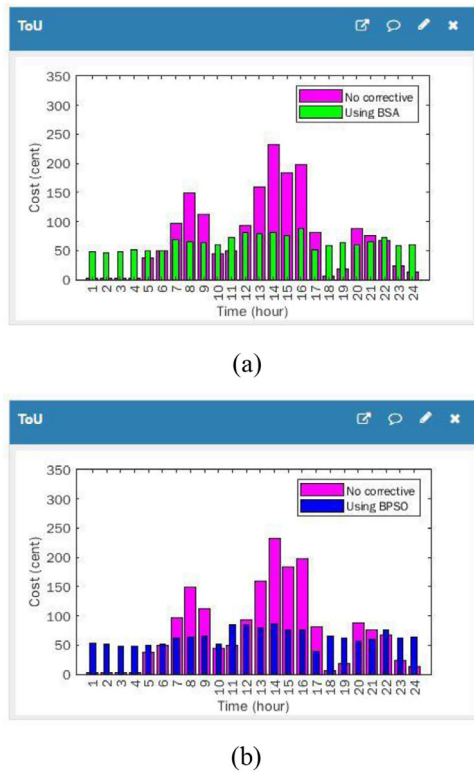 ToU
350
300
250
200
150
100
50
0
Cost (cent)
No corrective
Using BSA
1 2 3 4 5 6 7 8 9 10 11 12 13 14 15 16 17 18 19 20 21 22 23 24
Time (hour)
(a)
ToU
350
300
250
200
150
100
50
0
Cost (cent)
No corrective
Using BPSO
1 2 3 4 5 6 7 8 9 10 11 12 13 14 15 16 17 18 19 20 21 22 23 24
Time (hour)
(b)